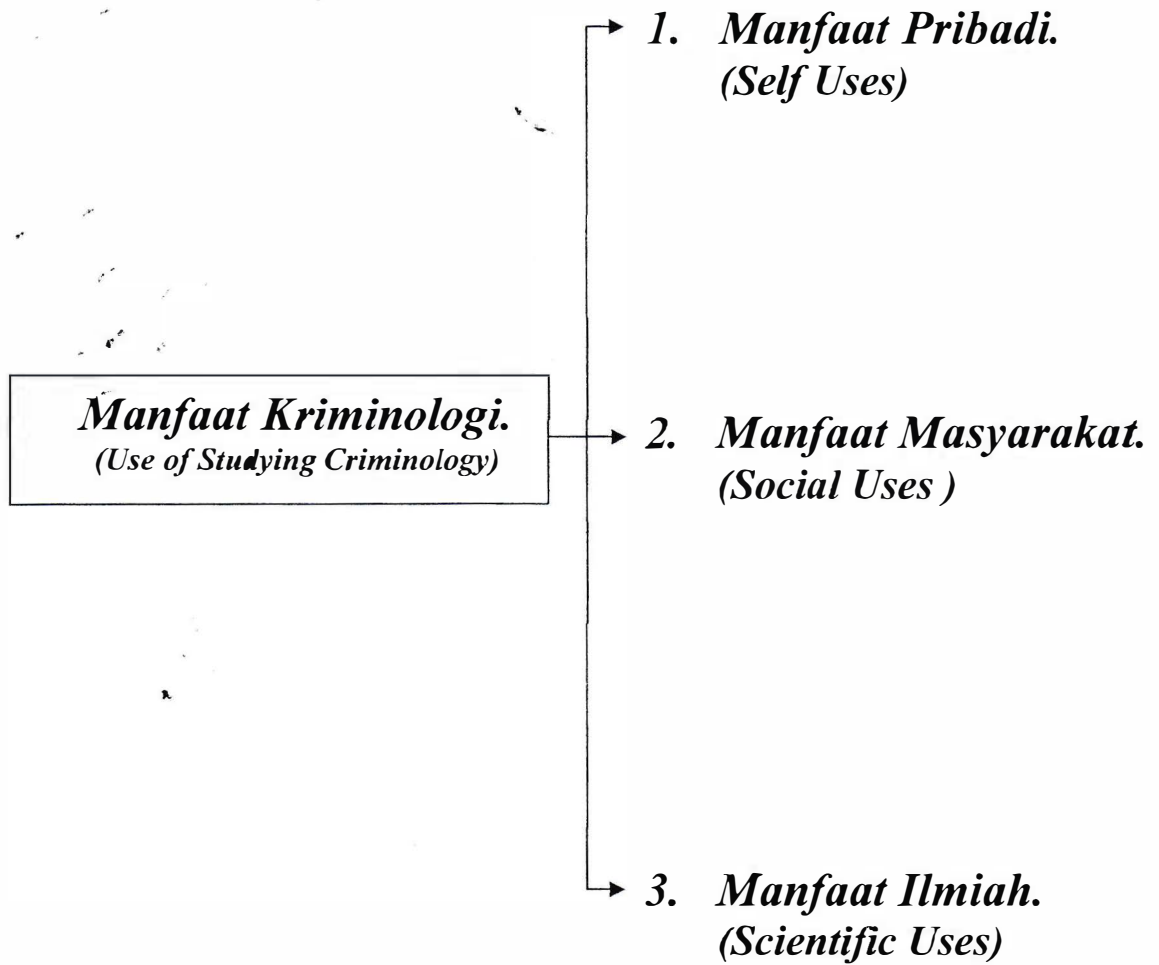 1. Manfaat Pribadi.
(Self Uses)
Manfaat Kriminologi.
(Use of Studying Criminology)
2. Manfaat Masyarakat.
(Social Uses )
3. Manfaat Ilmiah.
(Scientific Uses)